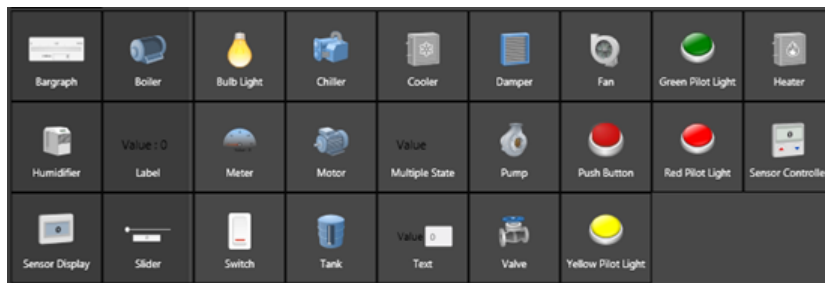 Bargraph Boiler Bulb Light Chiller Cooler Damper Fan Green Pilot Light Heater
Value : 0 Value 0
Humidifier Label Meter Motor Multiple State Pump Push Button Red Pilot Light Sensor Controlle
0 Value 0
Sensor Display Slider Switch Tank Text Valve Yellow Pilot Light